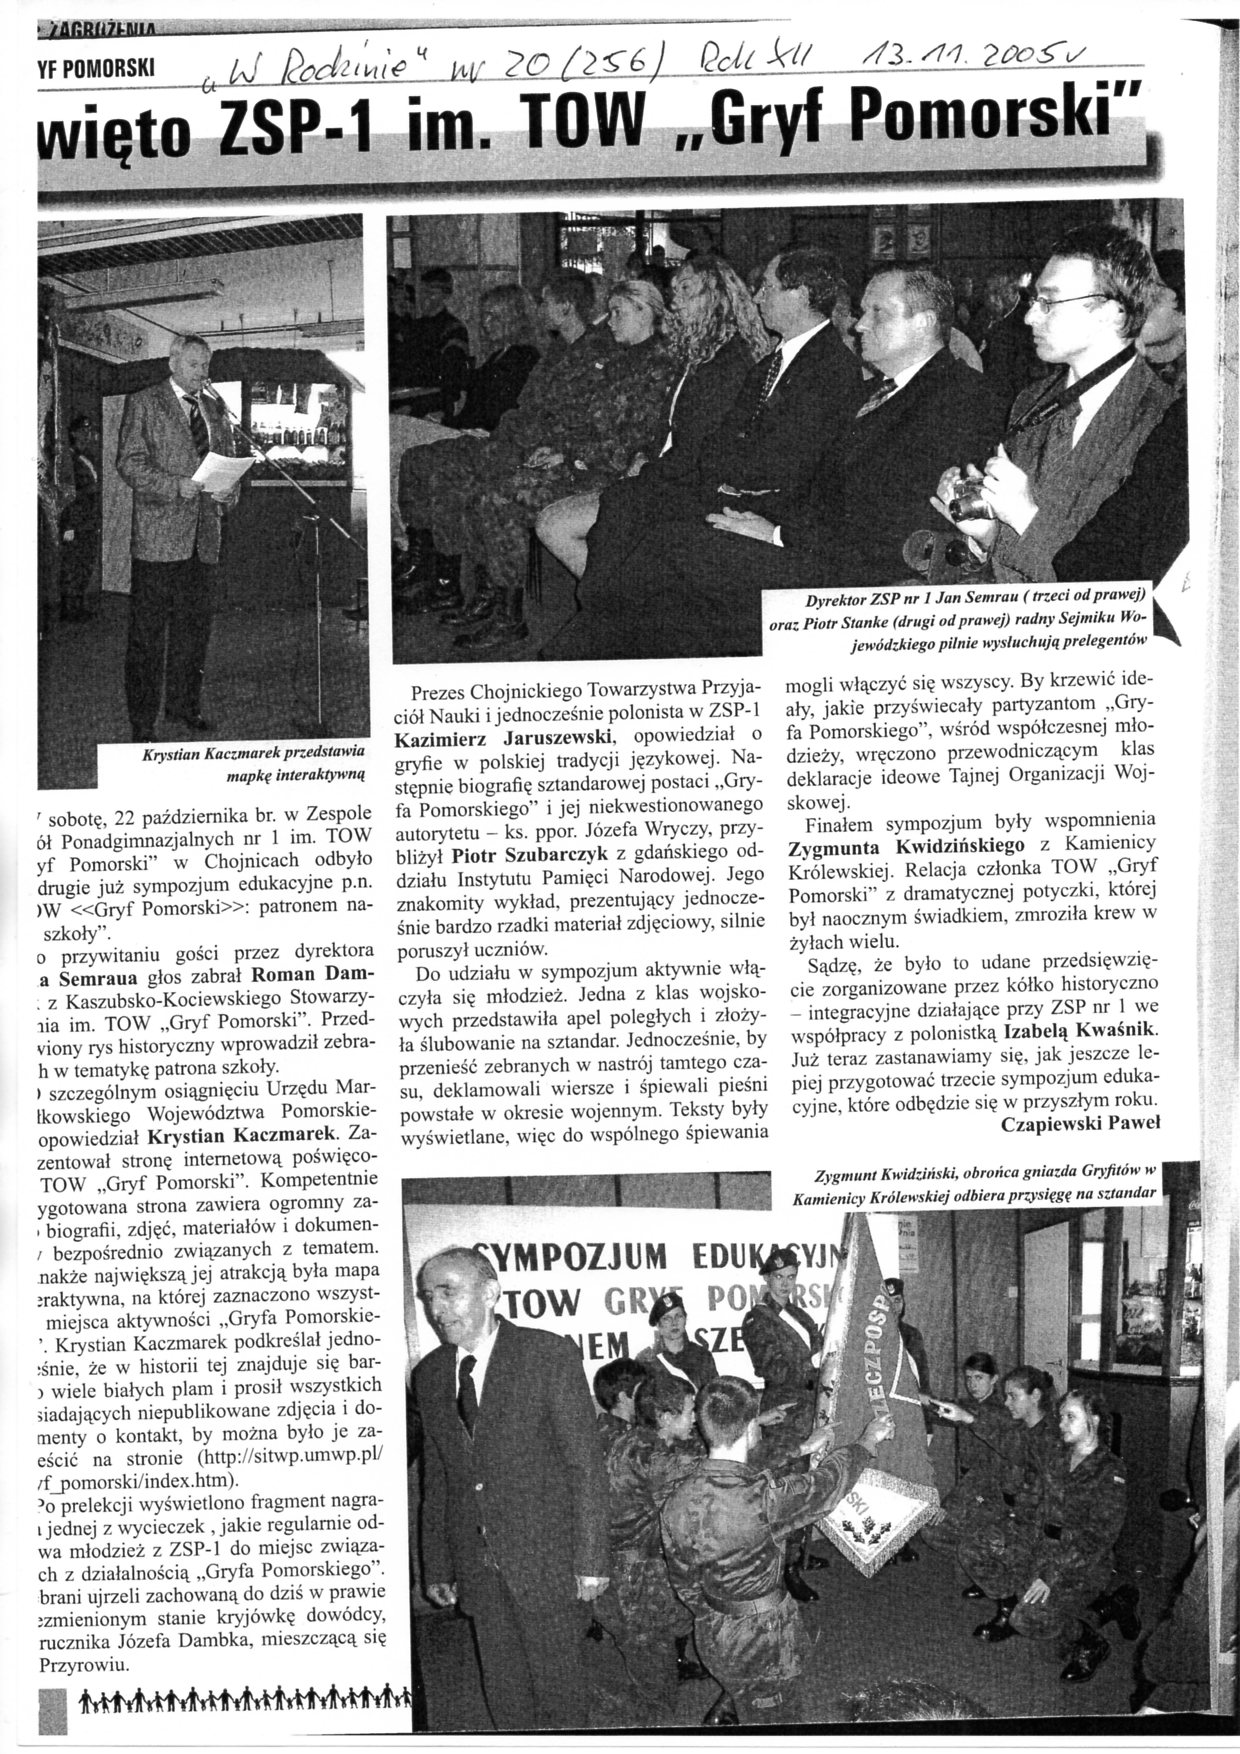 ZAGROŻENIA
YF POMORSKI
„W Rodzinie" nr 20 (256) Rok XII 13.11.2005r
więto ZSP-1 im. TOW „Gryf Pomorski”
Dyrektor ZSP nr 1 Jan Semrau ( trzeci od prawej)
oraz Piotr Stanke (drugi od prawej) radny Sejmiku Wo-
jewódzkiego pilnie wysłuchują prelegentów
Krystian Kaczmarek przedstawia
mapkę interaktywną
sobotę, 22 października br. w Zespole
ół Ponadgimnazjalnych nr 1 im. TOW
yf Pomorski” w Chojnicach odbyło
drugie już sympozjum edukacyjne p.n.
OW <<Gryf Pomorski>>: patronem na-
szkoły”.
o przywitaniu gości przez dyrektora
a Semraua głos zabrał Roman Dam-
z Kaszubsko-Kociewskiego Stowarzy-
nia im. TOW „Gryf Pomorski”. Przed-
wiony rys historyczny wprowadził zebra-
h w tematykę patrona szkoły.
szczególnym osiągnięciu Urzędu Mar-
łkowskiego Województwa Pomorskie-
opowiedział Krystian Kaczmarek. Za-
zentował stronę internetową poświęco-
TOW „Gryf Pomorski”. Kompetentnie
ygotowana strona zawiera ogromny za-
biografii, zdjęć, materiałów i dokumen-
bezpośrednio związanych z tematem.
nakże największą jej atrakcją była mapa
eraktywna, na której zaznaczono wszyst-
miejsca aktywności „Gryfa Pomorskie-
”. Krystian Kaczmarek podkreślał jedno-
eśnie, że w historii tej znajduje się bar-
o wiele białych plam i prosił wszystkich
siadających niepublikowane zdjęcia i do-
menty o kontakt, by można było je za-
eścić na stronie (http://sitwp.umwp.pl/
yf_pomorski/index.htm).
Po prelekcji wyświetlono fragment nagra-
a jednej z wycieczek , jakie regularnie od-
wa młodzież z ZSP-1 do miejsc związa-
ch z działalnością „Gryfa Pomorskiego”.
brani ujrzeli zachowaną do dziś w prawie
ezmienionym stanie kryjówkę dowódcy,
rucznika Józefa Dambka, mieszczącą się
Przyrowiu.
Prezes Chojnickiego Towarzystwa Przyja-
ciół Nauki i jednocześnie polonista w ZSP-1
Kazimierz Jaruszewski, opowiedział o
gryfie w polskiej tradycji językowej. Na-
stępnie biografię sztandarowej postaci „Gry-
fa Pomorskiego” i jej niekwestionowanego
autorytetu – ks. ppor. Józefa Wryczy, przy-
bliżył Piotr Szubarczyk z gdańskiego od-
działu Instytutu Pamięci Narodowej. Jego
znakomity wykład, prezentujący jednocze-
śnie bardzo rzadki materiał zdjęciowy, silnie
poruszył uczniów.
Do udziału w sympozjum aktywnie włą-
czyła się młodzież. Jedna z klas wojsko-
wych przedstawiła apel poległych i złoży-
ła ślubowanie na sztandar. Jednocześnie, by
przenieść zebranych w nastrój tamtego cza-
su, deklamowali wiersze i śpiewali pieśni
powstałe w okresie wojennym. Teksty były
wyświetlane, więc do wspólnego śpiewania
mogli włączyć się wszyscy. By krzewić ide-
ały, jakie przyświecały partyzantom „Gry-
fa Pomorskiego”, wśród współczesnej mło-
dzieży, wręczono przewodniczącym klas
deklaracje ideowe Tajnej Organizacji Woj-
skowej.
Finałem sympozjum były wspomnienia
Zygmunta Kwidzińskiego z Kamienicy
Królewskiej. Relacja członka TOW „Gryf
Pomorski” z dramatycznej potyczki, której
był naocznym świadkiem, zmroziła krew w
żyłach wielu.
Sądzę, że było to udane przedsięwzię-
cie zorganizowane przez kółko historyczno
– integracyjne działające przy ZSP nr 1 we
współpracy z polonistką Izabelą Kwaśnik.
Już teraz zastanawiamy się, jak jeszcze le-
piej przygotować trzecie sympozjum eduka-
cyjne, które odbędzie się w przyszłym roku.
Czapiewski Paweł
Zygmunt Kwidziński, obrońca gniazda Gryfitów w
Kamienicy Królewskiej odbiera przysięgę na sztandar
SYMPOZJUM EDUKACYJN
TOW GRYF POMORSK
NEM SZE
RZECZPOSP
SKI